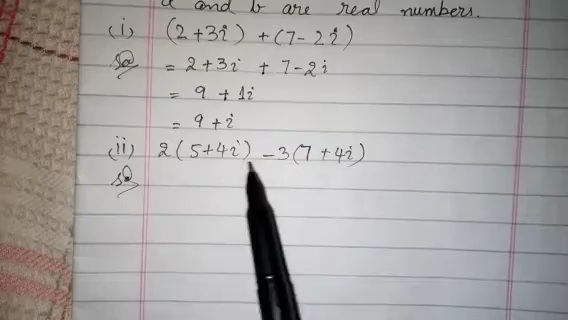 a and b are real numbers.
(i) (2+3i) + (7-2i)
Sol = 2+3i + 7-2i
= 9 + 1i
= 9+i
(ii) 2(5+4i) -3(7+4i)
Sol